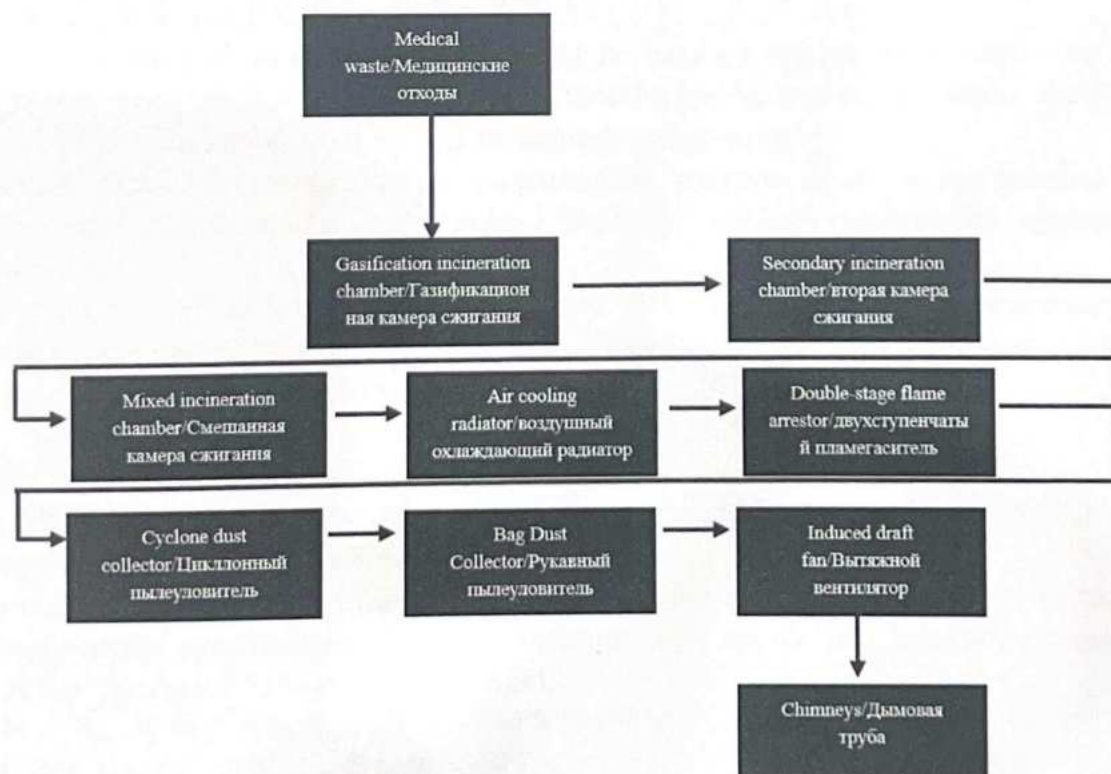 Medical
waste/Медицинские
отходы
Gasification incineration
chamber/Газификацион
ная камера сжигания
Secondary incineration
chamber/вторая камера
сжигания
Mixed incineration
chamber/Смешанная
камера сжигания
Air cooling
radiator/воздушный
охлаждающий радиатор
Double-stage flame
arrestor/двухступенчаты
й пламегаситель
Cyclone dust
collector/Цикллонный
пылеуловитель
Bag Dust
Collector/Рукавный
пылеуловитель
Induced draft
fan/Вытяжной
вентилятор
Chimneys/Дымовая
труба